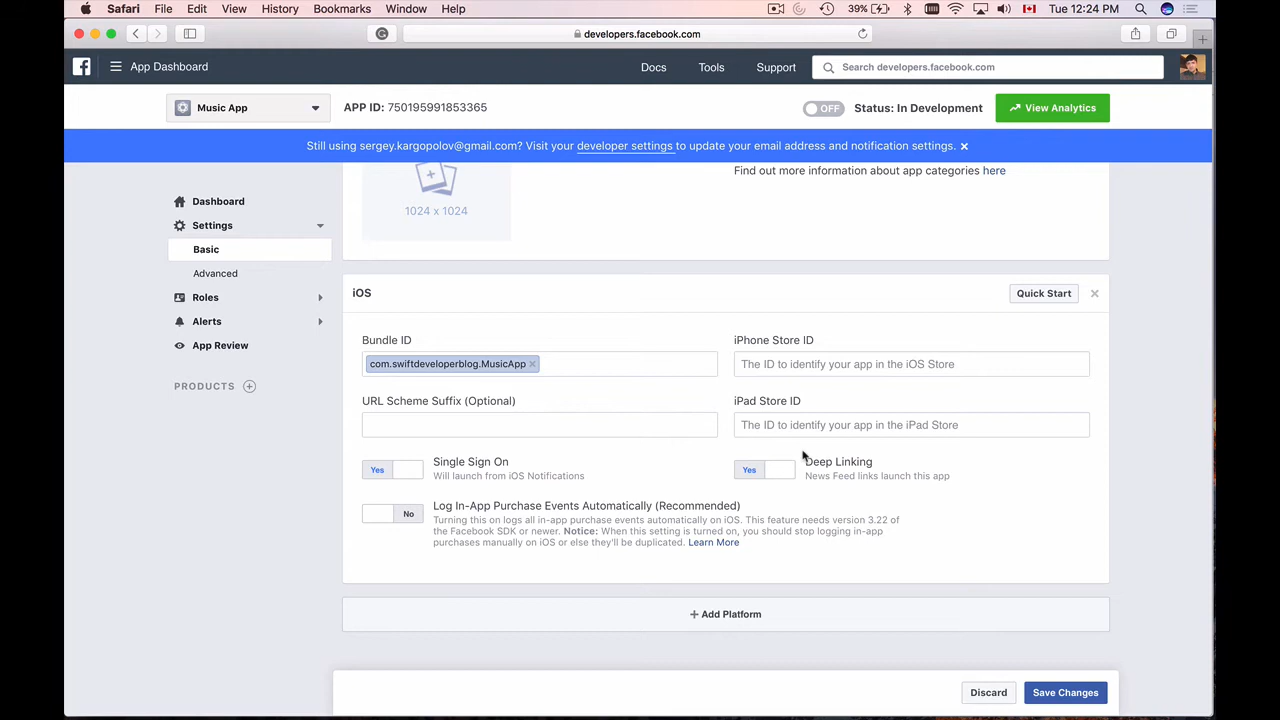 Safari File Edit View History Bookmarks Window Help 39% Tue 12:24 PM
developers.facebook.com
App Dashboard Docs Tools Support Search developers.facebook.com
Music App APP ID: 750195991853365 OFF Status: In Development View Analytics
Still using sergey.kargopolov@gmail.com? Visit your developer settings to update your email address and notification settings.
Find out more information about app categories here
1024 x 1024
Dashboard
Settings
Basic
Advanced
Roles
Alerts
App Review
PRODUCTS
iOS Quick Start
Bundle ID iPhone Store ID
com.swiftdeveloperblog.MusicApp The ID to identify your app in the iOS Store
URL Scheme Suffix (Optional) iPad Store ID
The ID to identify your app in the iPad Store
Yes Single Sign On Yes Deep Linking
Will launch from iOS Notifications News Feed links launch this app
No Log In-App Purchase Events Automatically (Recommended)
Turning this on logs all in-app purchase events automatically on iOS. This feature needs version 3.22 of
the Facebook SDK or newer. Notice: When this setting is turned on, you should stop logging in-app
purchases manually on iOS or else they'll be duplicated. Learn More
+ Add Platform
Discard Save Changes